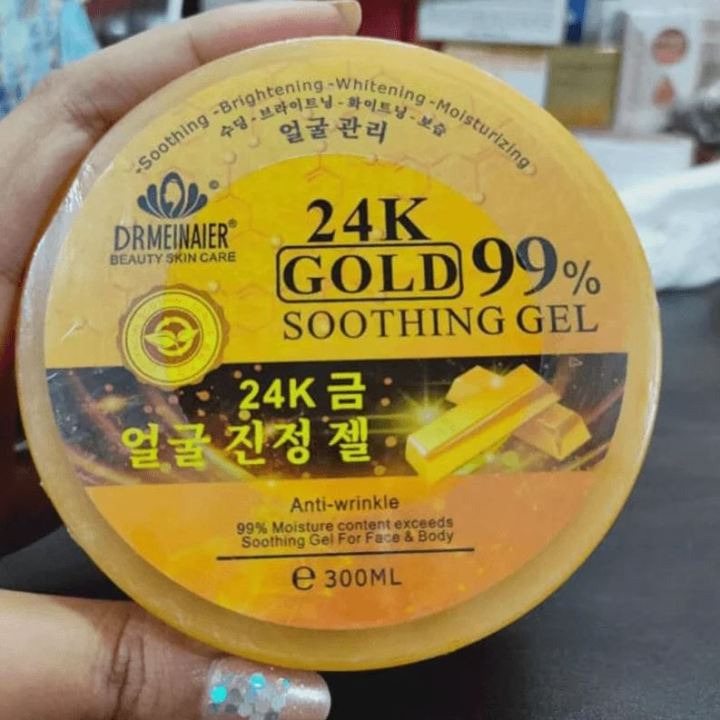 -Soothing -Brightening -Whitening -Moisturizing
수딩 - 브라이트닝 - 화이트닝 - 보습
얼굴관리
DRMEINAIER®
BEAUTY SKIN CARE
©
24K
GOLD 99%
SOOTHING GEL
24K 금
얼굴 진정 젤
Anti-wrinkle
99% Moisture content exceeds
Soothing Gel For Face & Body
℮ 300ML